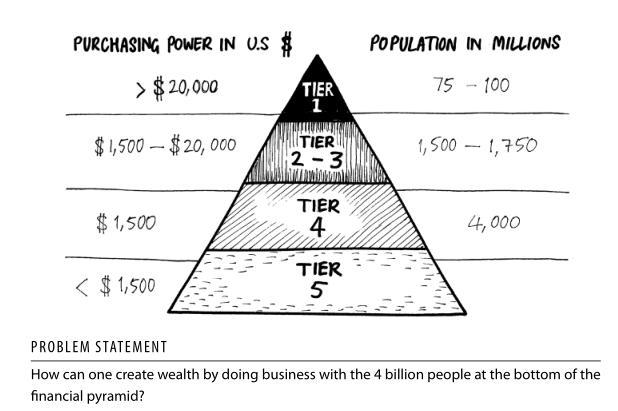 PURCHASING POWER IN U.S $ POPULATION IN MILLIONS
> $ 20,000 TIER 1 75 - 100
$1,500 - $20,000 TIER 2-3 1,500 - 1,750
$ 1,500 TIER 4 4,000
< $ 1,500 TIER 5
PROBLEM STATEMENT
How can one create wealth by doing business with the 4 billion people at the bottom of the
financial pyramid?